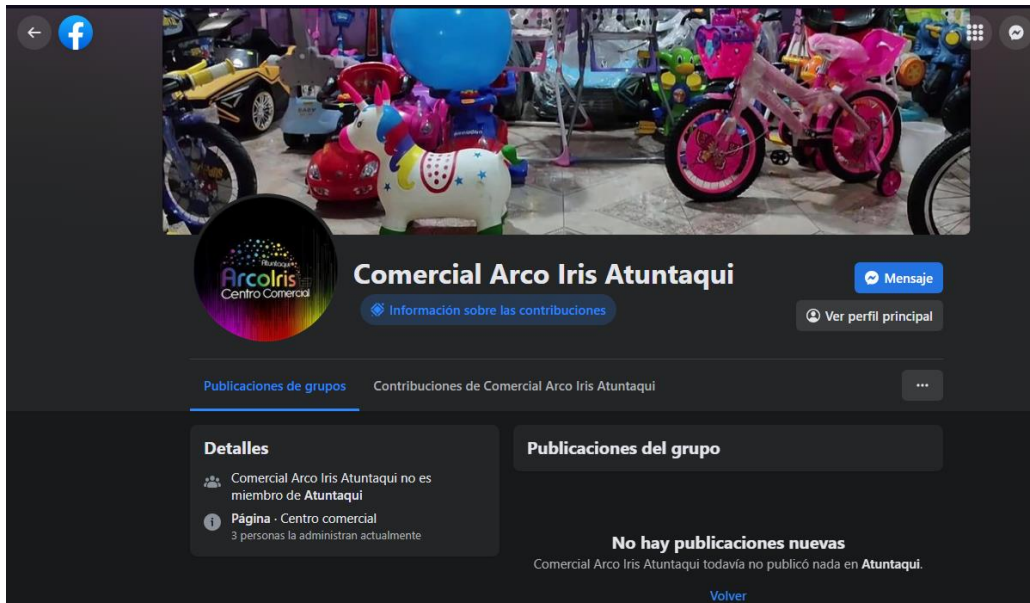 Atuntaqui
ArcoIris
Centro Comercial
Comercial Arco Iris Atuntaqui
Información sobre las contribuciones
Mensaje
Ver perfil principal
Publicaciones de grupos
Contribuciones de Comercial Arco Iris Atuntaqui
Detalles
Comercial Arco Iris Atuntaqui no es
miembro de Atuntaqui
Página · Centro comercial
3 personas la administran actualmente
Publicaciones del grupo
No hay publicaciones nuevas
Comercial Arco Iris Atuntaqui todavía no publicó nada en Atuntaqui.
Volver